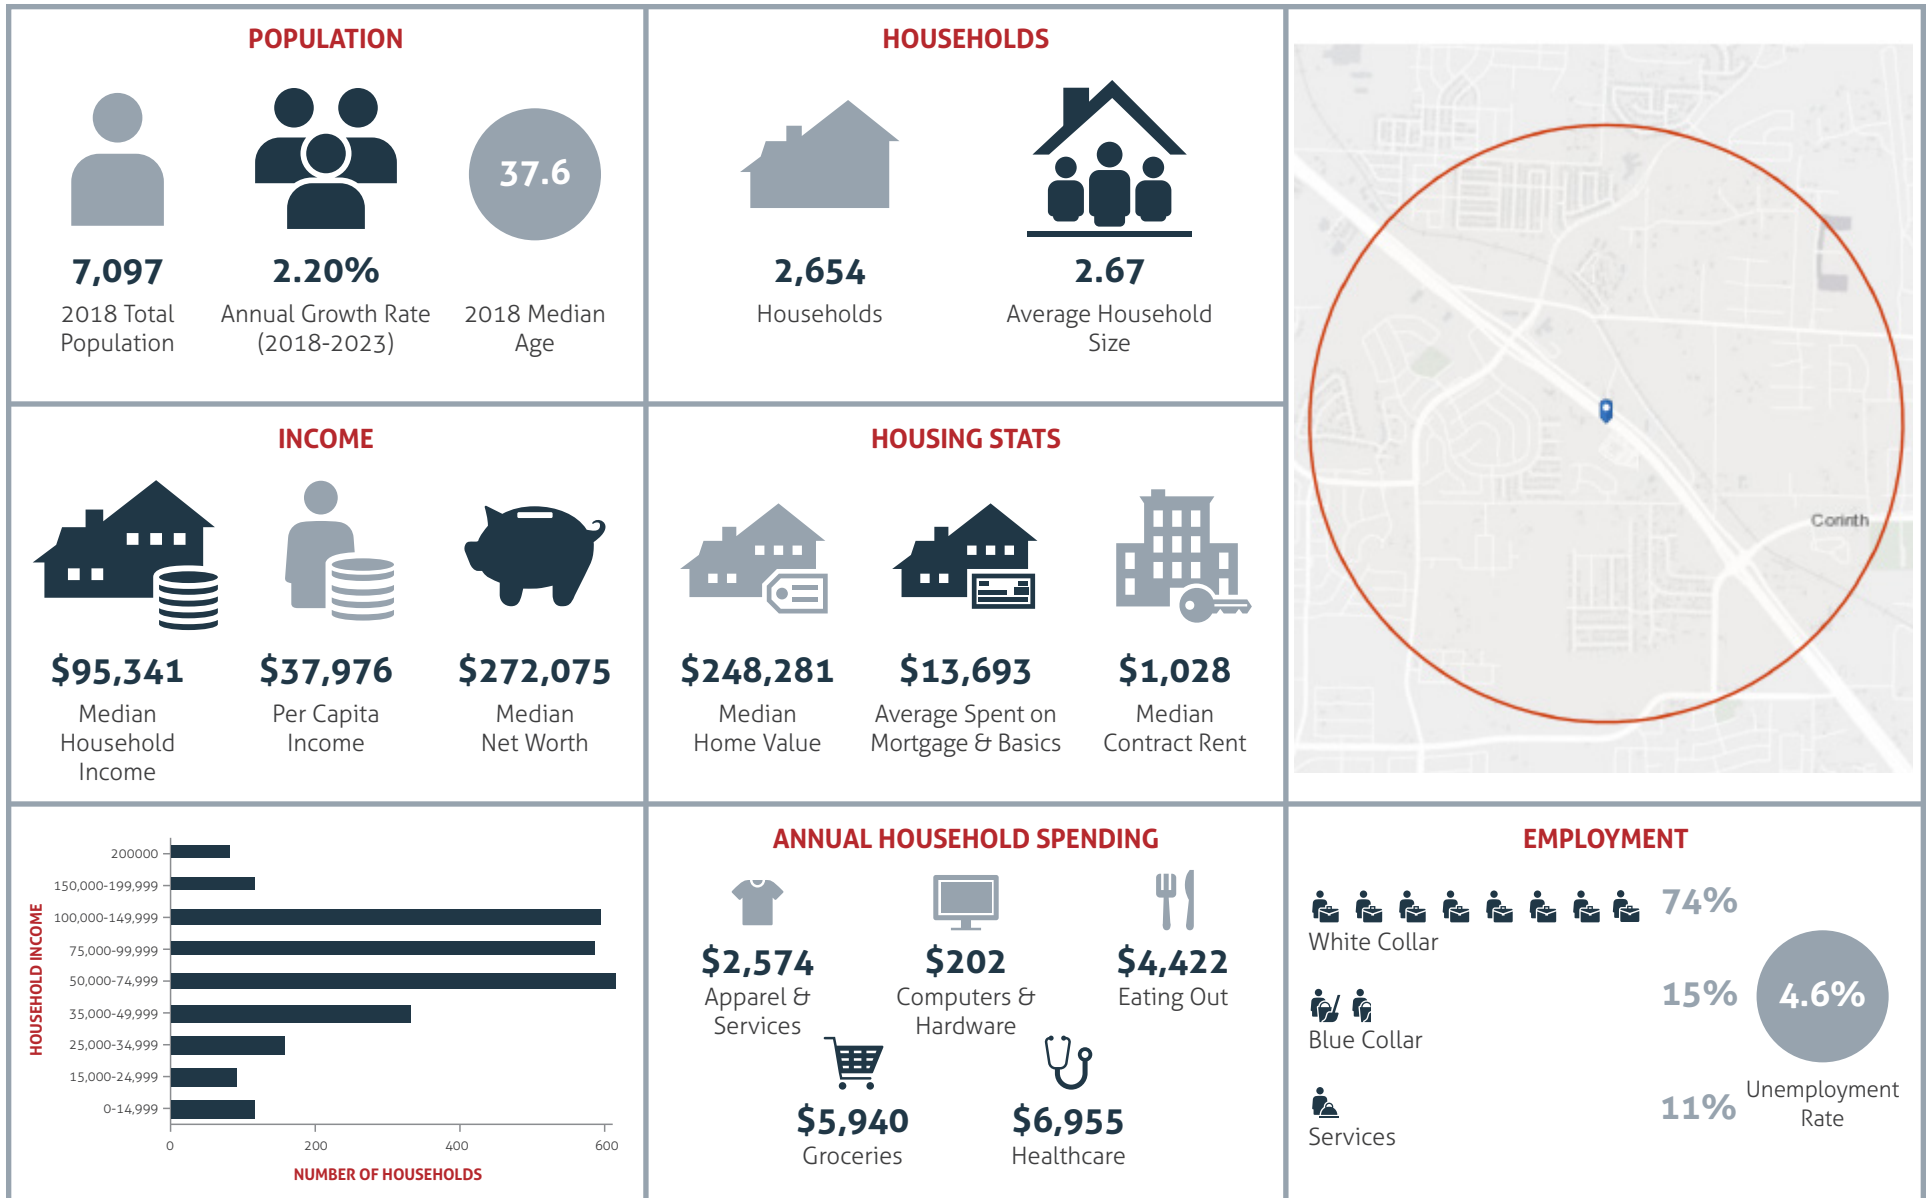 POPULATION
37.6
7,097
2018 Total
Population
2.20%
Annual Growth Rate
(2018-2023)
2018 Median
Age
HOUSEHOLDS
2,654
Households
2.67
Average Household
Size
Corinth
INCOME
$95,341
Median
Household
Income
$37,976
Per Capita
Income
$272,075
Median
Net Worth
HOUSING STATS
$248,281
Median
Home Value
$13,693
Average Spent on
Mortgage & Basics
$1,028
Median
Contract Rent
HOUSEHOLD INCOME
200000
150,000-199,999
100,000-149,999
75,000-99,999
50,000-74,999
35,000-49,999
25,000-34,999
15,000-24,999
0-14,999
0
200
400
600
NUMBER OF HOUSEHOLDS
ANNUAL HOUSEHOLD SPENDING
$2,574
Apparel &
Services
$202
Computers &
Hardware
$4,422
Eating Out
$5,940
Groceries
$6,955
Healthcare
EMPLOYMENT
74%
White Collar
15%
Blue Collar
11%
Services
4.6%
Unemployment
Rate